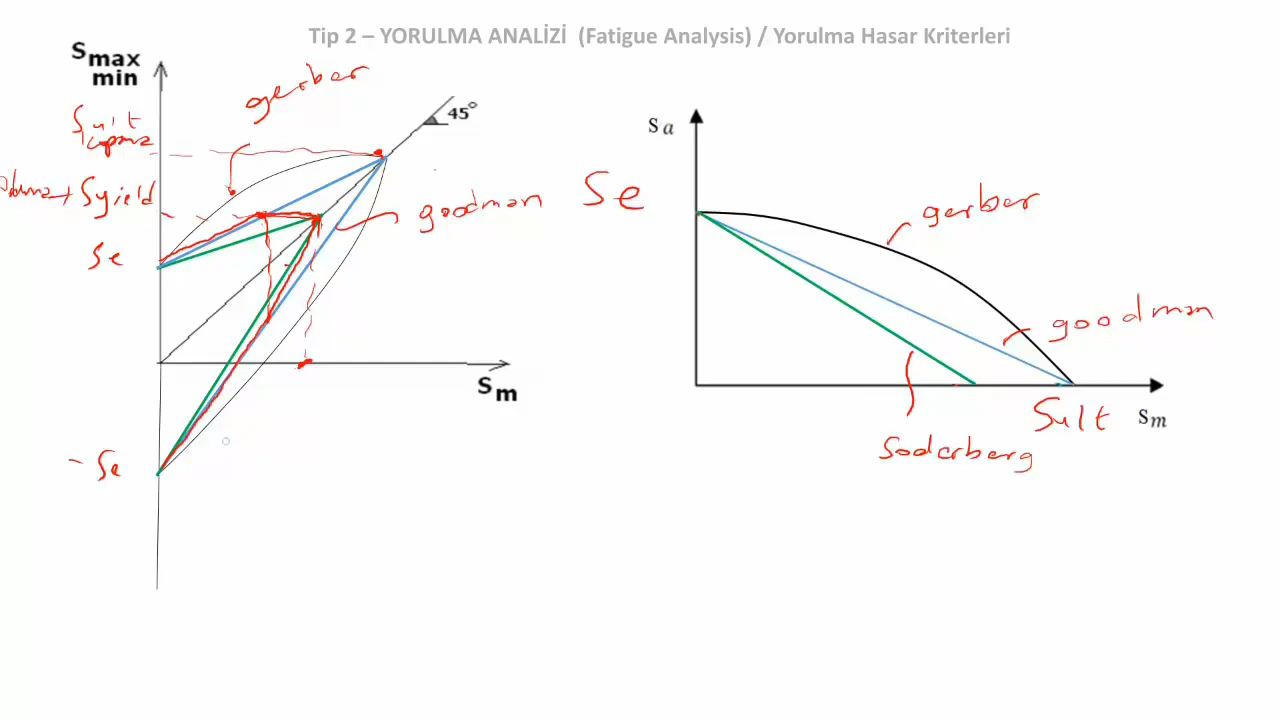 Tip 2 – YORULMA ANALİZİ (Fatigue Analysis) / Yorulma Hasar Kriterleri
Smax
min
gerber
45°
Sult
Syield
Se
goodman
Sm
-Se
Sa
Se
gerber
goodman
Sult
Sm
Soderberg